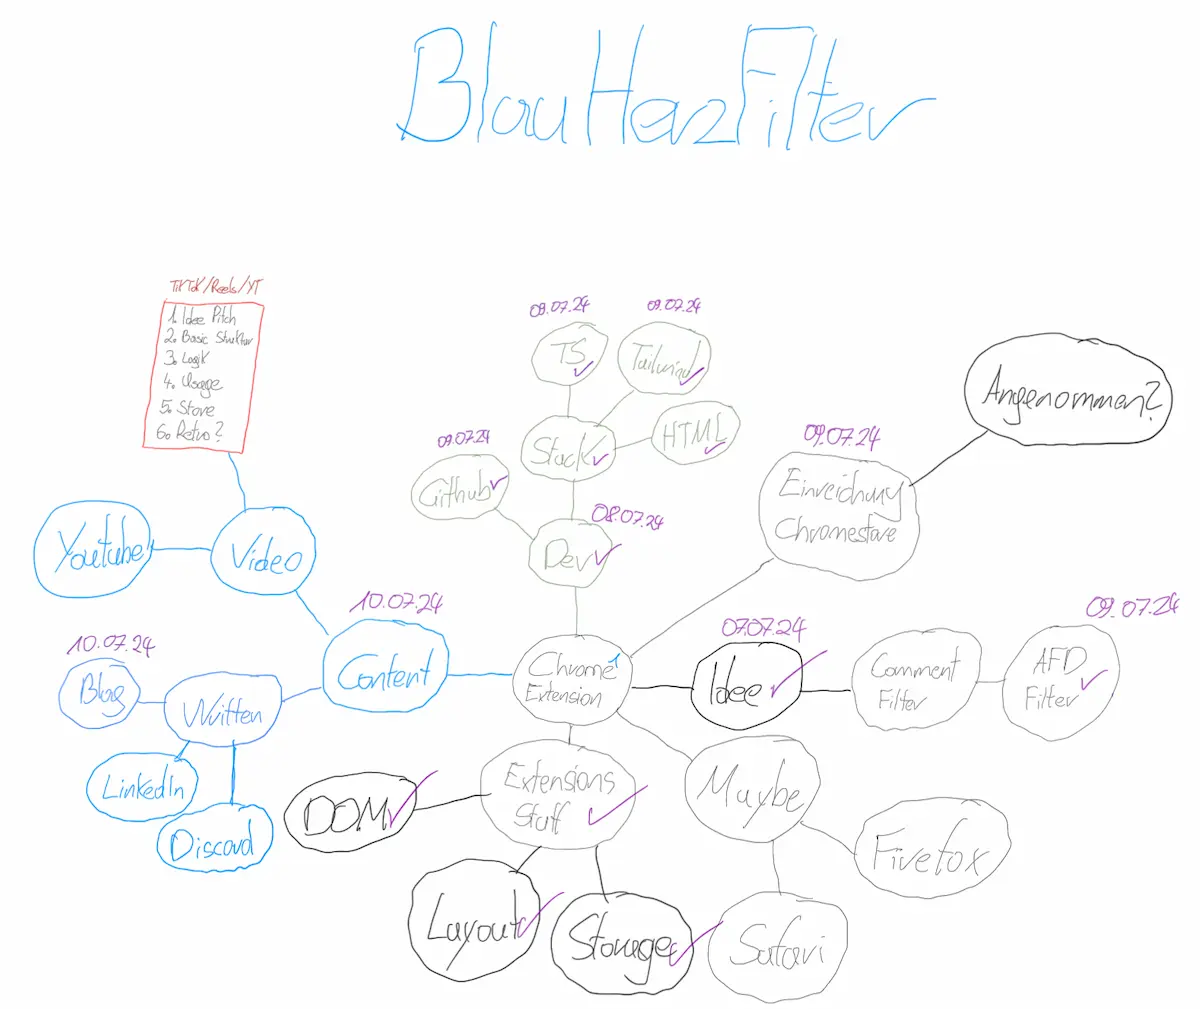 BlauHerzFilter
TikTok/Reels/YT
1. Idee Pitch
2. Basic Struktur
3. Logik
4. Usage
5. Store
6. Retro?
08.07.24
09.07.24
TS
Tailwind
HTML
Stack
09.07.24
Github
08.07.24
Dev
09.07.24
Einreichung
Chromestore
Angenommen?
Youtube
Video
10.07.24
Content
10.07.24
Blog
Written
LinkedIn
Discord
Chrome
Extension
07.07.24
Idee
Comment
Filter
09.07.24
AFD
Filter
Extensions
Stuff
DOM
Layout
Storage
Maybe
Firefox
Safari